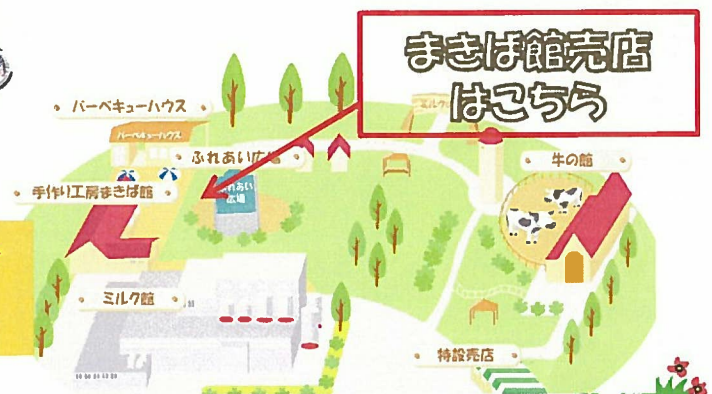 まきば館売店
はこちら
バーベキューハウス
バーベキューハウス
ふれあい広場
牛の館
手作り工房まきば館
ふれあい
広場
ミルク館
特設売店